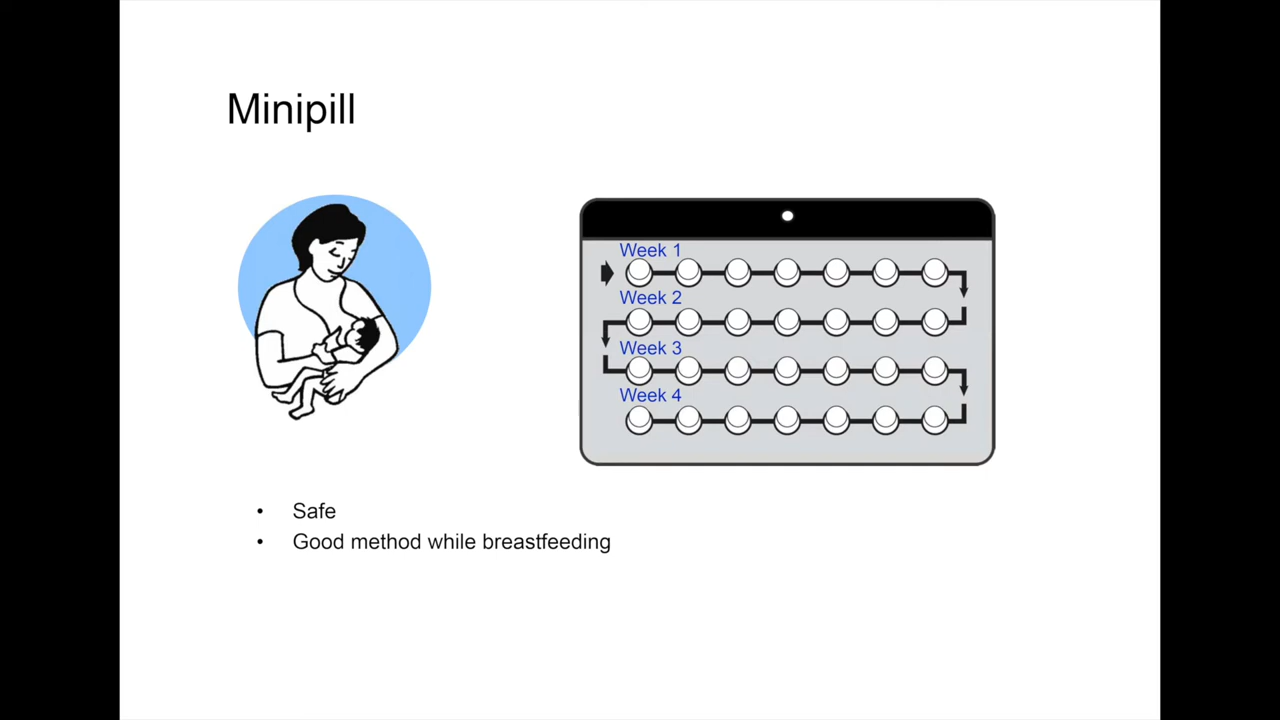 Minipill
Week 1
Week 2
Week 3
Week 4
• Safe
• Good method while breastfeeding